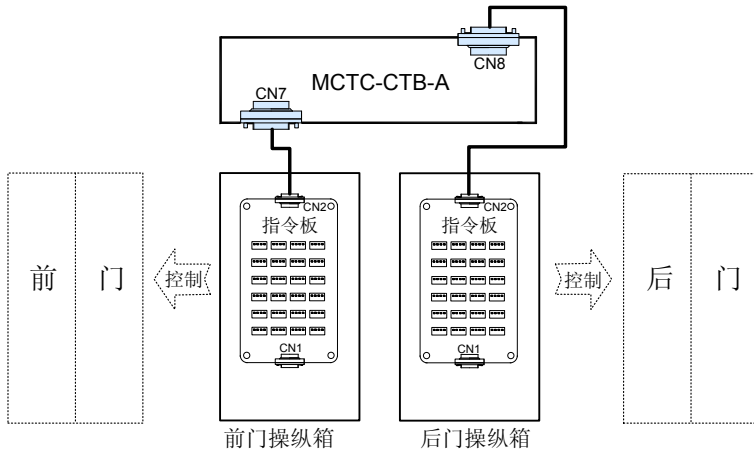 CN8
MCTC-CTB-A
CN7
CN2
指令板
CN1
CN2
指令板
CN1
前 门
控制
控制
后 门
前门操纵箱
后门操纵箱